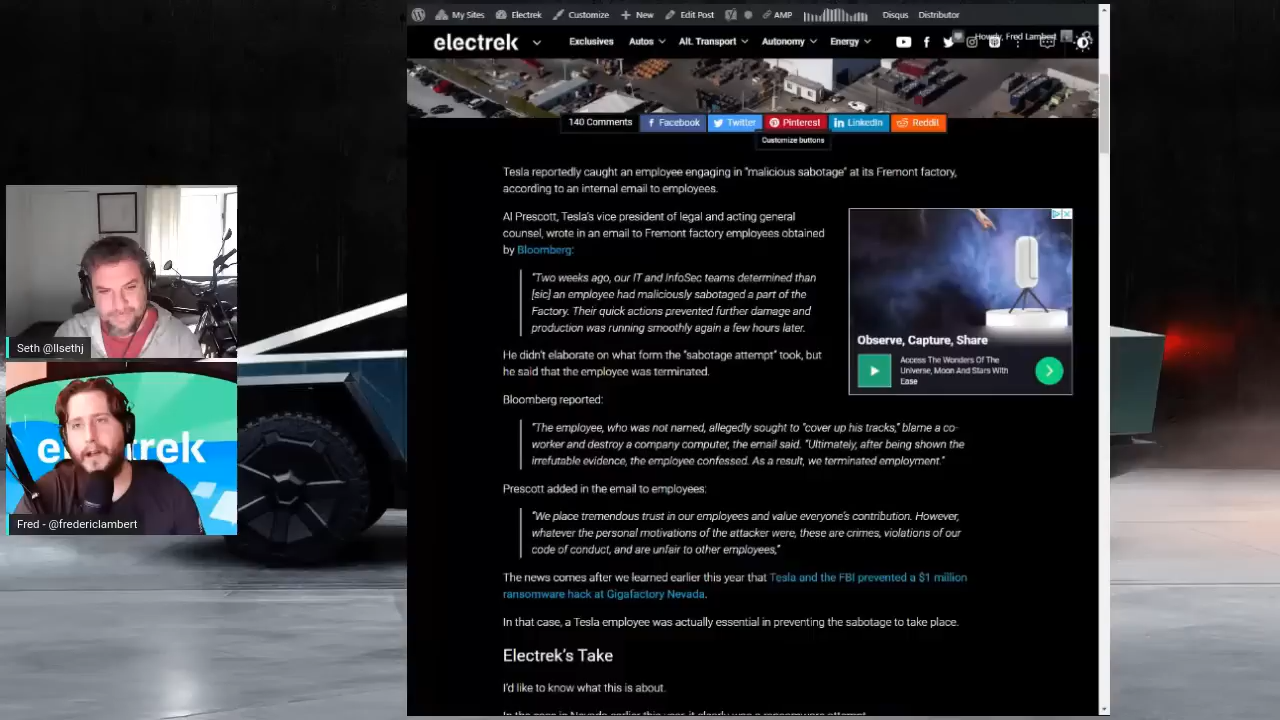 My Sites
Electrek
Customize
New
Edit Post
AMP
Disqus
Distributor
electrek
Exclusives
Autos
Alt. Transport
Autonomy
Energy
Howdy, Fred Lambert
140 Comments
Facebook
Twitter
Pinterest
LinkedIn
Reddit
Customize buttons
Tesla reportedly caught an employee engaging in "malicious sabotage" at its Fremont factory,
according to an internal email to employees.
Al Prescott, Tesla's vice president of legal and acting general
counsel, wrote in an email to Fremont factory employees obtained
by Bloomberg:
"Two weeks ago, our IT and InfoSec teams determined than
[sic] an employee had maliciously sabotaged a part of the
Factory. Their quick actions prevented further damage and
production was running smoothly again a few hours later.
He didn't elaborate on what form the "sabotage attempt" took, but
he said that the employee was terminated.
Bloomberg reported:
"The employee, who was not named, allegedly sought to "cover up his tracks," blame a co-
worker and destroy a company computer, the email said. "Ultimately, after being shown the
irrefutable evidence, the employee confessed. As a result, we terminated employment."
Prescott added in the email to employees:
"We place tremendous trust in our employees and value everyone's contribution. However,
whatever the personal motivations of the attacker were, these are crimes, violations of our
code of conduct, and are unfair to other employees,"
The news comes after we learned earlier this year that Tesla and the FBI prevented a $1 million
ransomware hack at Gigafactory Nevada.
In that case, a Tesla employee was actually essential in preventing the sabotage to take place.
Electrek's Take
I'd like to know what this is about.
In the case in Nevada earlier this year, it clearly was a ransomware attempt
Observe, Capture, Share
Access The Wonders Of The
Universe, Moon And Stars With
Ease
Seth @llsethj
Fred - @fredericlambert